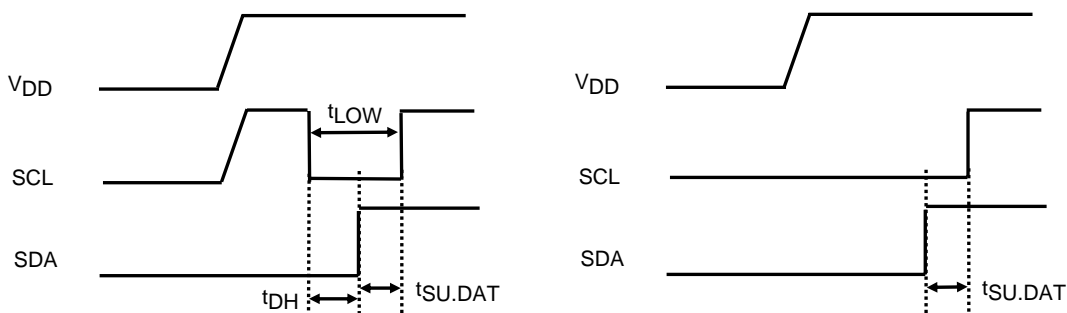 VDD
tLOW
SCL
SDA
tDH
tSU.DAT
VDD
SCL
SDA
tSU.DAT